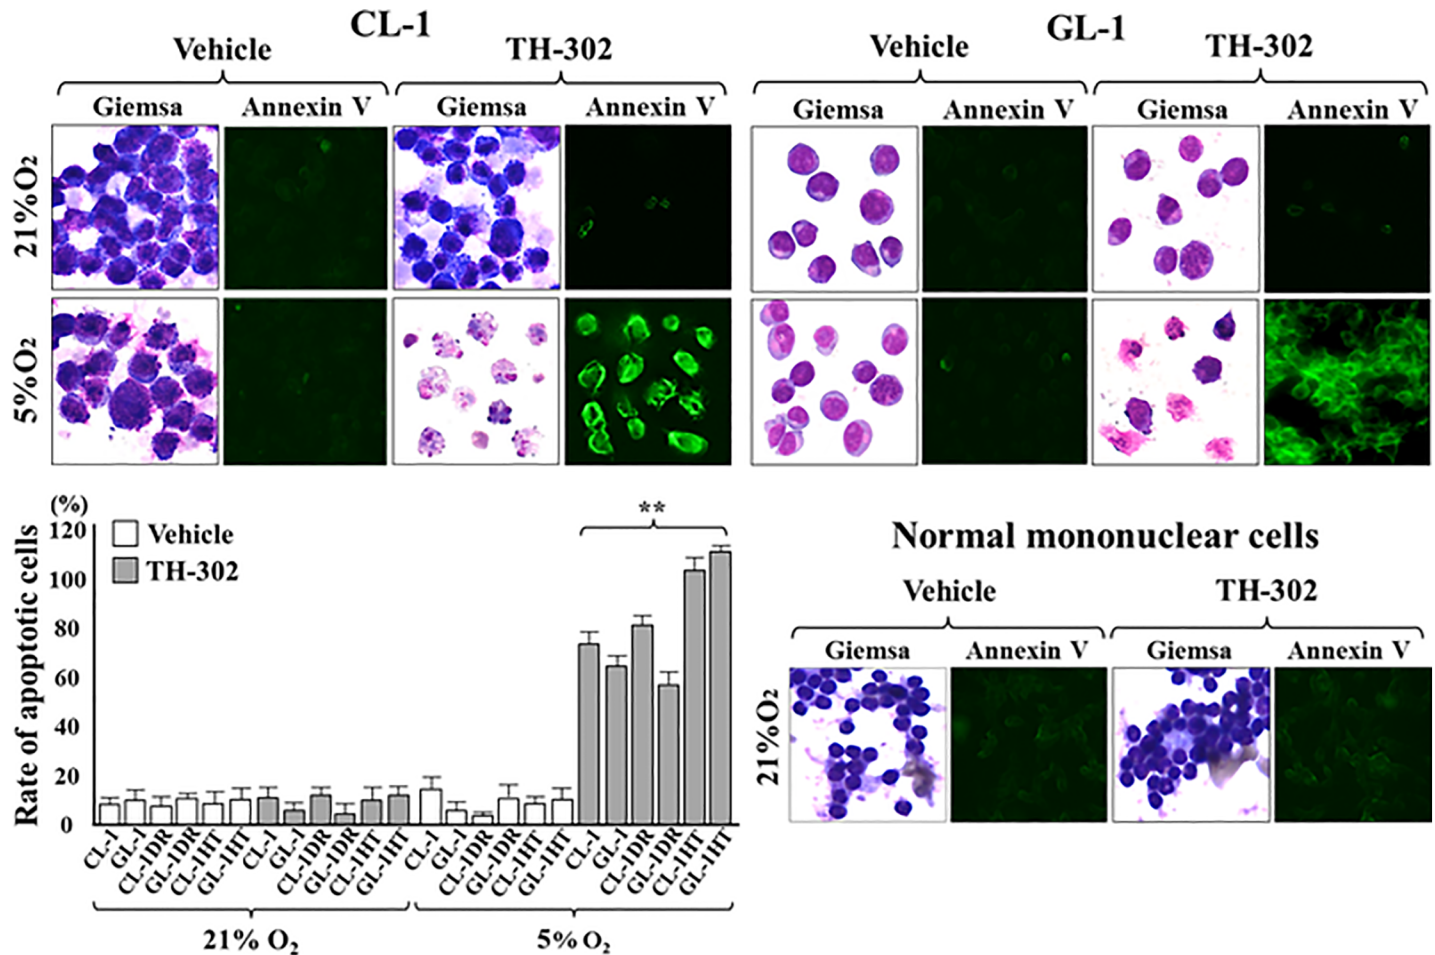 CL-1
GL-1
Vehicle
TH-302
Vehicle
TH-302
Giemsa
Annexin V
Giemsa
Annexin V
Giemsa
Annexin V
Giemsa
Annexin V
21%O2
5%O2
(%)
Rate of apoptotic cells
120
100
80
60
40
20
0
Vehicle
TH-302
**
CL-1
GL-1
CL-1DR
GL-1DR
CL-1HT
GL-1HT
CL-1
GL-1
CL-1DR
GL-1DR
CL-1HT
GL-1HT
CL-1
GL-1
CL-1DR
GL-1DR
CL-1HT
GL-1HT
CL-1
GL-1
CL-1DR
GL-1DR
CL-1HT
GL-1HT
21% O2
5% O2
Normal mononuclear cells
Vehicle
TH-302
Giemsa
Annexin V
Giemsa
Annexin V
21%O2